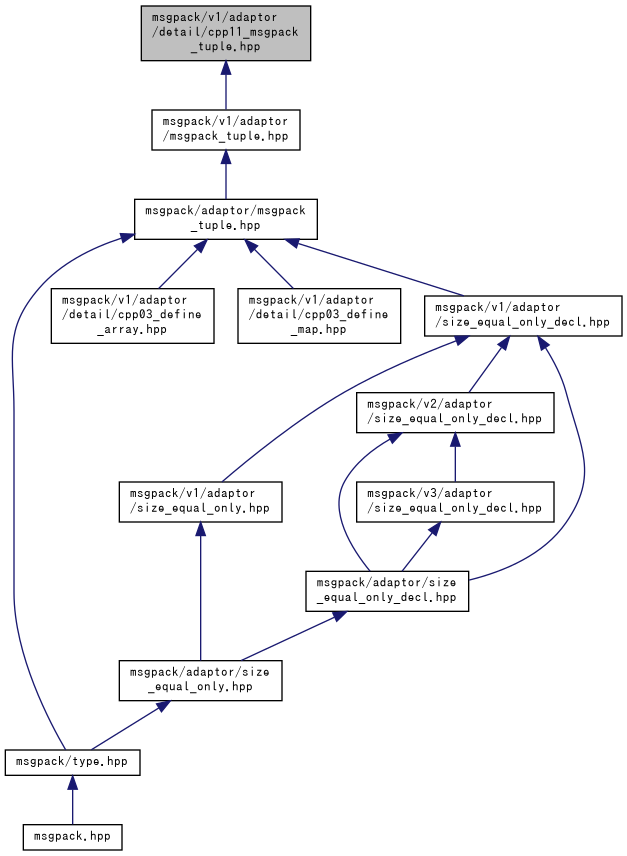 msgpack/v1/adaptor
/detail/cpp11_msgpack
_tuple.hpp
msgpack/v1/adaptor
/msgpack_tuple.hpp
msgpack/adaptor/msgpack
_tuple.hpp
msgpack/v1/adaptor
/detail/cpp03_define
_array.hpp
msgpack/v1/adaptor
/detail/cpp03_define
_map.hpp
msgpack/v1/adaptor
/size_equal_only_decl.hpp
msgpack/v2/adaptor
/size_equal_only_decl.hpp
msgpack/v1/adaptor
/size_equal_only.hpp
msgpack/v3/adaptor
/size_equal_only_decl.hpp
msgpack/adaptor/size
_equal_only_decl.hpp
msgpack/adaptor/size
_equal_only.hpp
msgpack/type.hpp
msgpack.hpp